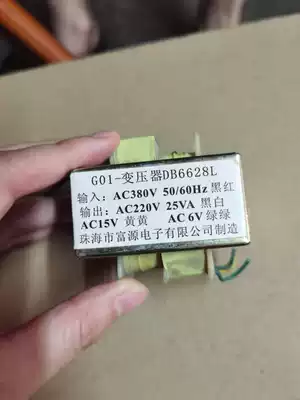 G01-变压器DB6628L
输入: AC380V 50/60Hz 黑红
输出: AC220V 25VA 黑白
AC15V 黄黄 AC 6V 绿绿
珠海市富源电子有限公司制造